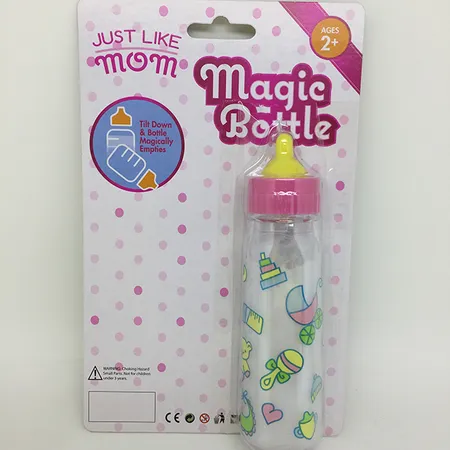 JUST LIKE
mom
AGES
2+
Magic
Bottle
Tilt Down
& Bottle
Magically
Empties
WARNING: Choking Hazard
Small Parts. Not for children
under 3 years.
CE